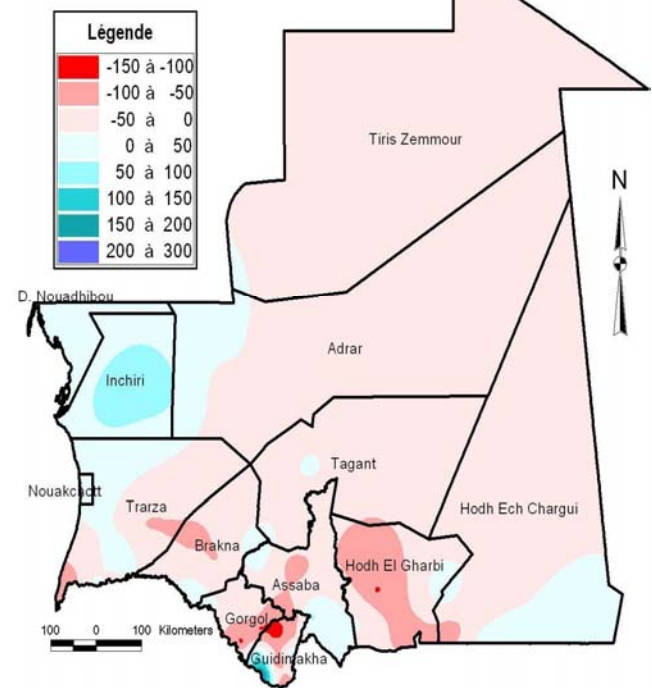 Légende
-150 à -100
-100 à -50
-50 à 0
0 à 50
50 à 100
100 à 150
150 à 200
200 à 300
Tiris Zemmour
N
D. Nouadhibou
Adrar
Inchiri
Tagant
Nouakchott
Trarza
Hodh Ech Chargui
Brakna
Hodh El Gharbi
Assaba
Gorgol
100 0 100 Kilometers
Guidimakha